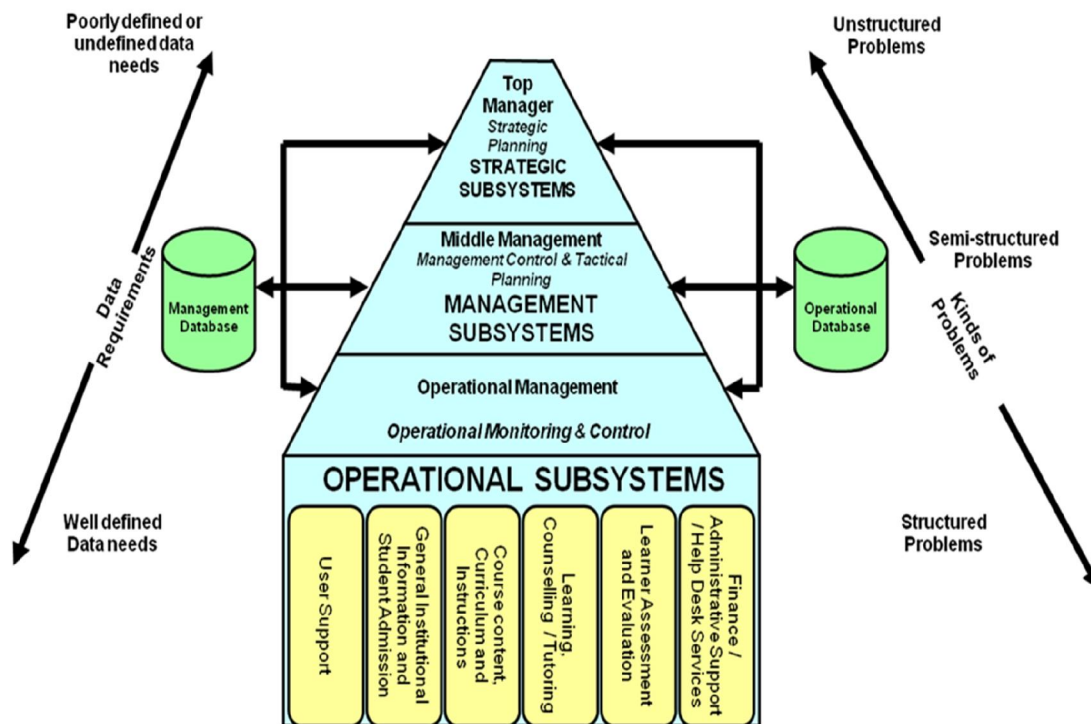 Poorly defined or
undefined data
needs
Unstructured
Problems
Top
Manager
Strategic
Planning
STRATEGIC
SUBSYSTEMS
Data
Requirements
Management
Database
Middle Management
Management Control & Tactical
Planning
MANAGEMENT
SUBSYSTEMS
Operational
Database
Semi-structured
Problems
Kinds of
Problems
Operational Management
Operational Monitoring & Control
Well defined
Data needs
Structured
Problems
OPERATIONAL SUBSYSTEMS
User Support
General Institutional
Information and
Student Admission
Course content,
Curriculum and
Instructions
Learning.
Counselling / Tutoring
Learner Assessment
and Evaluation
Finance /
Administrative Support
/ Help Desk Services